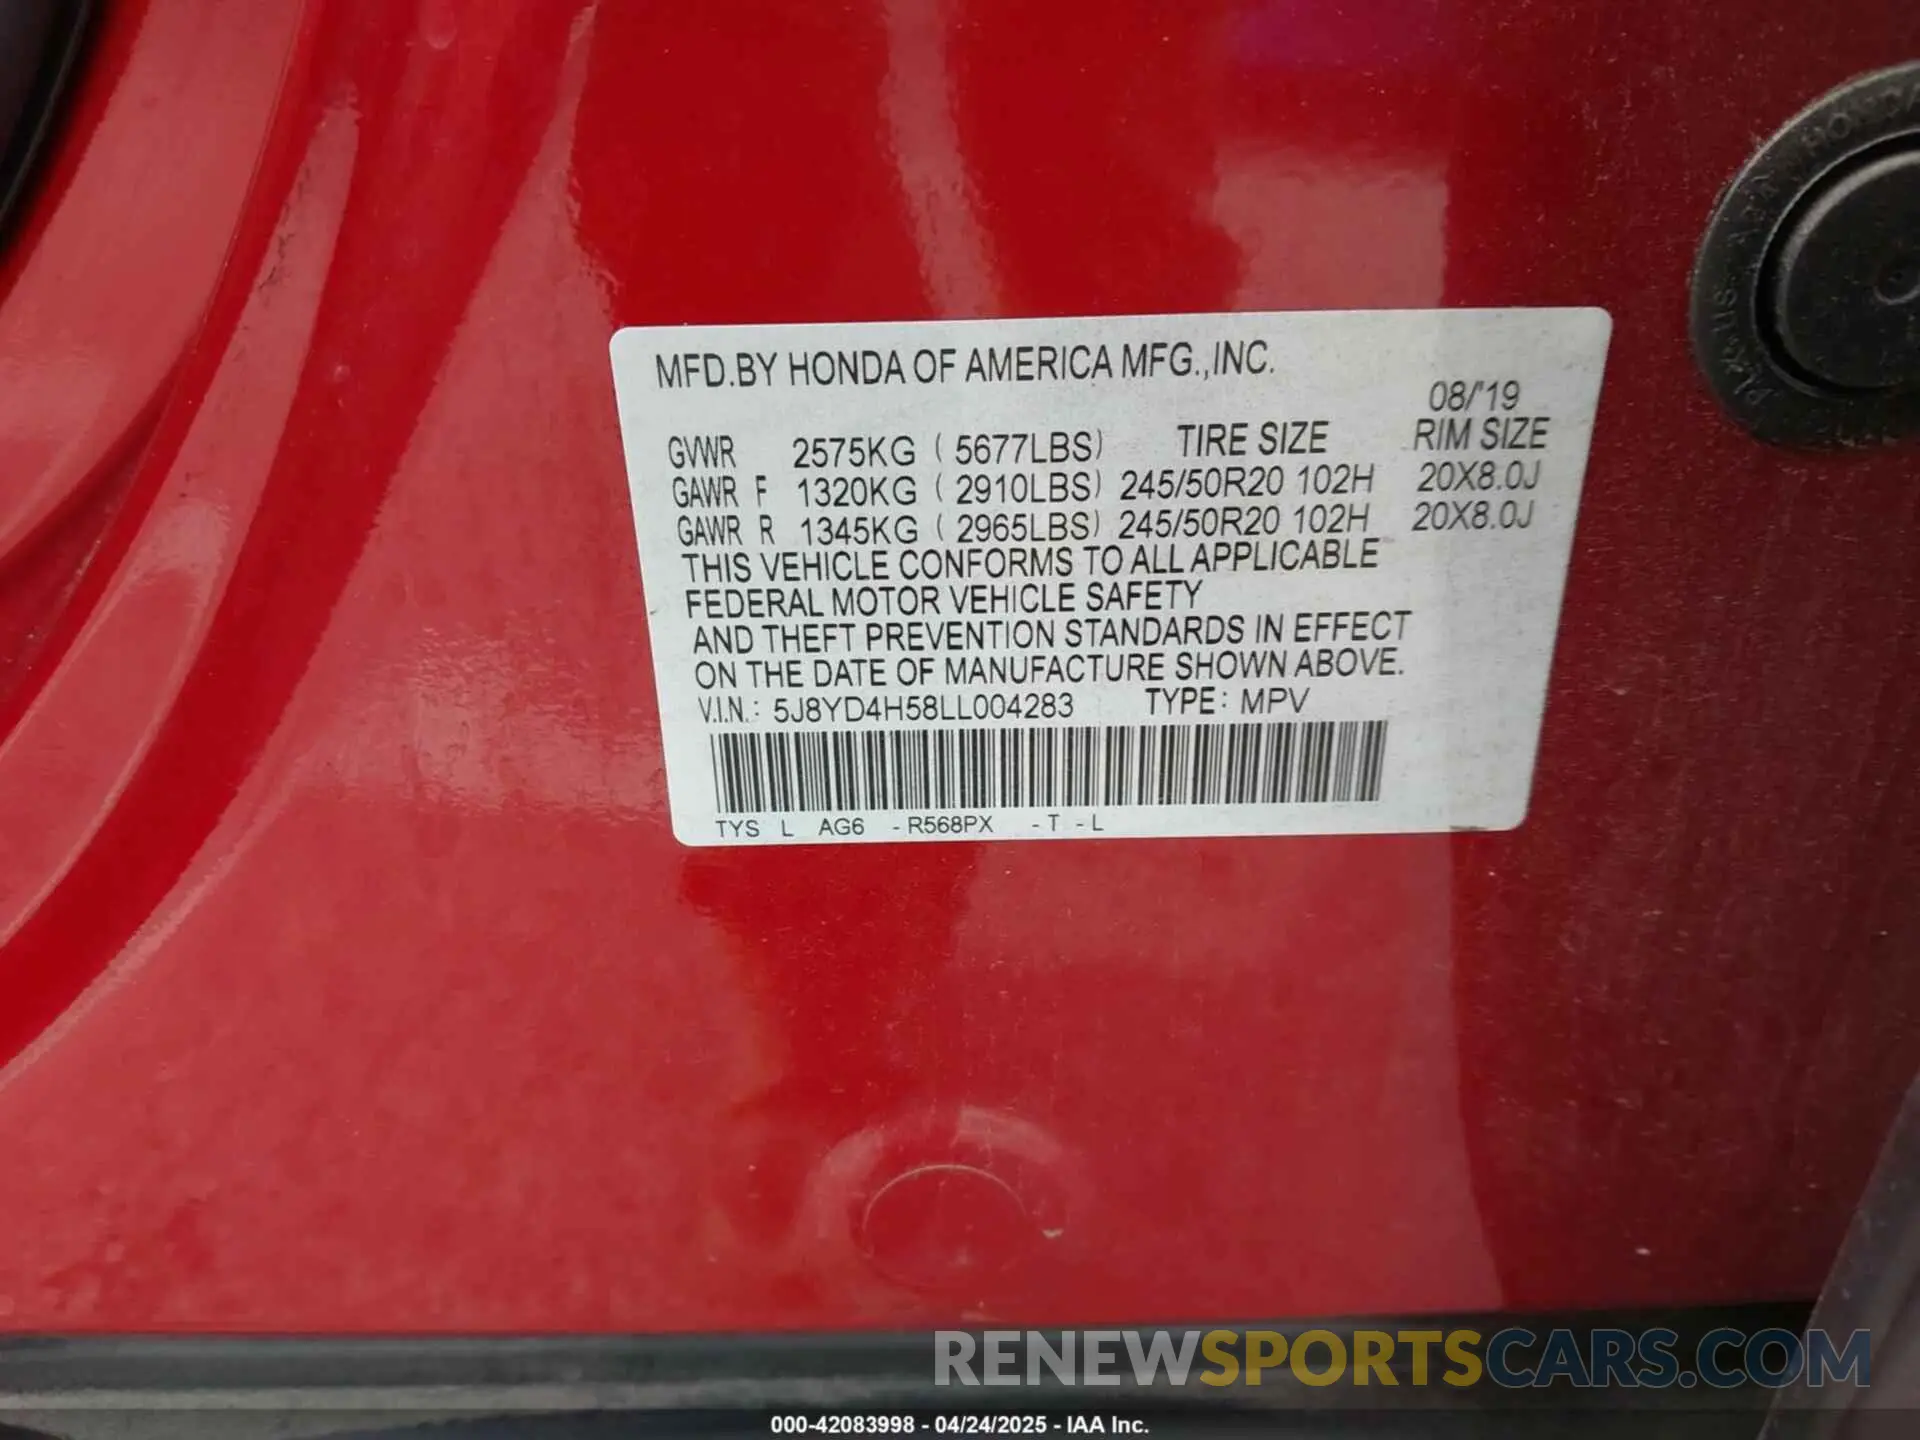 MFD.BY HONDA OF AMERICA MFG.,INC.
08/'19
GVWR 2575KG ( 5677LBS) TIRE SIZE RIM SIZE
GAWR F 1320KG ( 2910LBS) 245/50R20 102H 20X8.0J
GAWR R 1345KG ( 2965LBS) 245/50R20 102H 20X8.0J
THIS VEHICLE CONFORMS TO ALL APPLICABLE
FEDERAL MOTOR VEHICLE SAFETY
AND THEFT PREVENTION STANDARDS IN EFFECT
ON THE DATE OF MANUFACTURE SHOWN ABOVE.
V.I.N.: 5J8YD4H58LL004283 TYPE: MPV
TYS L AG6 -R568PX -T -L
RENEWSPORTSCARS.COM
000-42083998 - 04/24/2025 - IAA Inc.